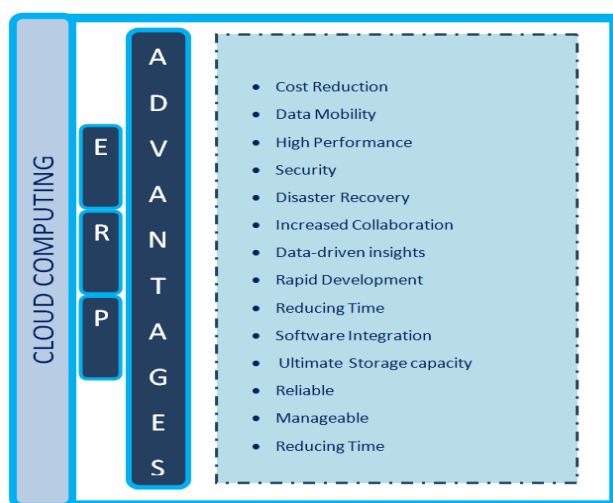 CLOUD COMPUTING
E
R
P
A
D
V
A
N
T
A
G
E
S
• Cost Reduction
• Data Mobility
• High Performance
• Security
• Disaster Recovery
• Increased Collaboration
• Data-driven insights
• Rapid Development
• Reducing Time
• Software Integration
• Ultimate Storage capacity
• Reliable
• Manageable
• Reducing Time